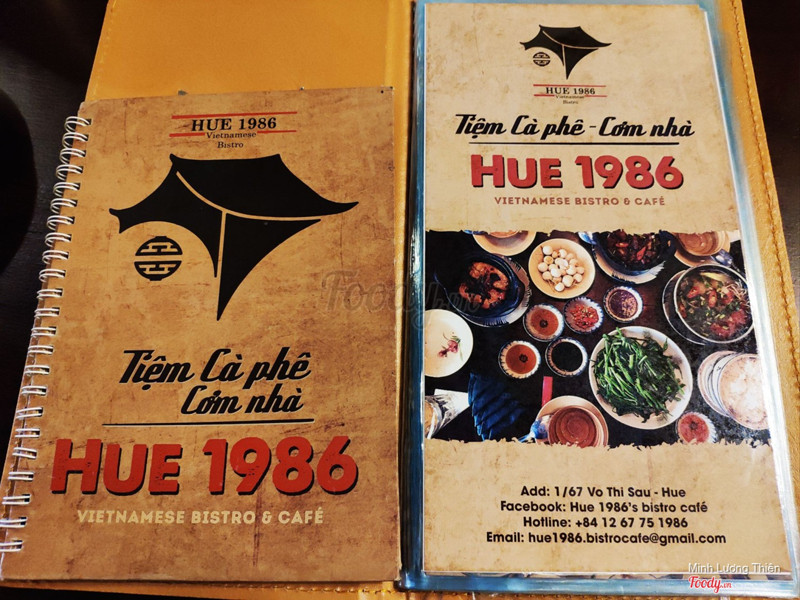 HUE 1986
Vietnamese
Bistro
Tiệm Cà phê
Cơm nhà
HUE 1986
VIETNAMESE BISTRO & CAFÉ
HUE 1986
Vietnamese
Bistro
Tiệm Cà phê - Cơm nhà
HUE 1986
VIETNAMESE BISTRO & CAFÉ
Add: 1/67 Vo Thi Sau - Hue
Facebook: Hue 1986's bistro café
Hotline: +84 12 67 75 1986
Email: hue1986.bistrocafe@gmail.com
Foody.vn
Minh Lương Thiện
Foody.vn